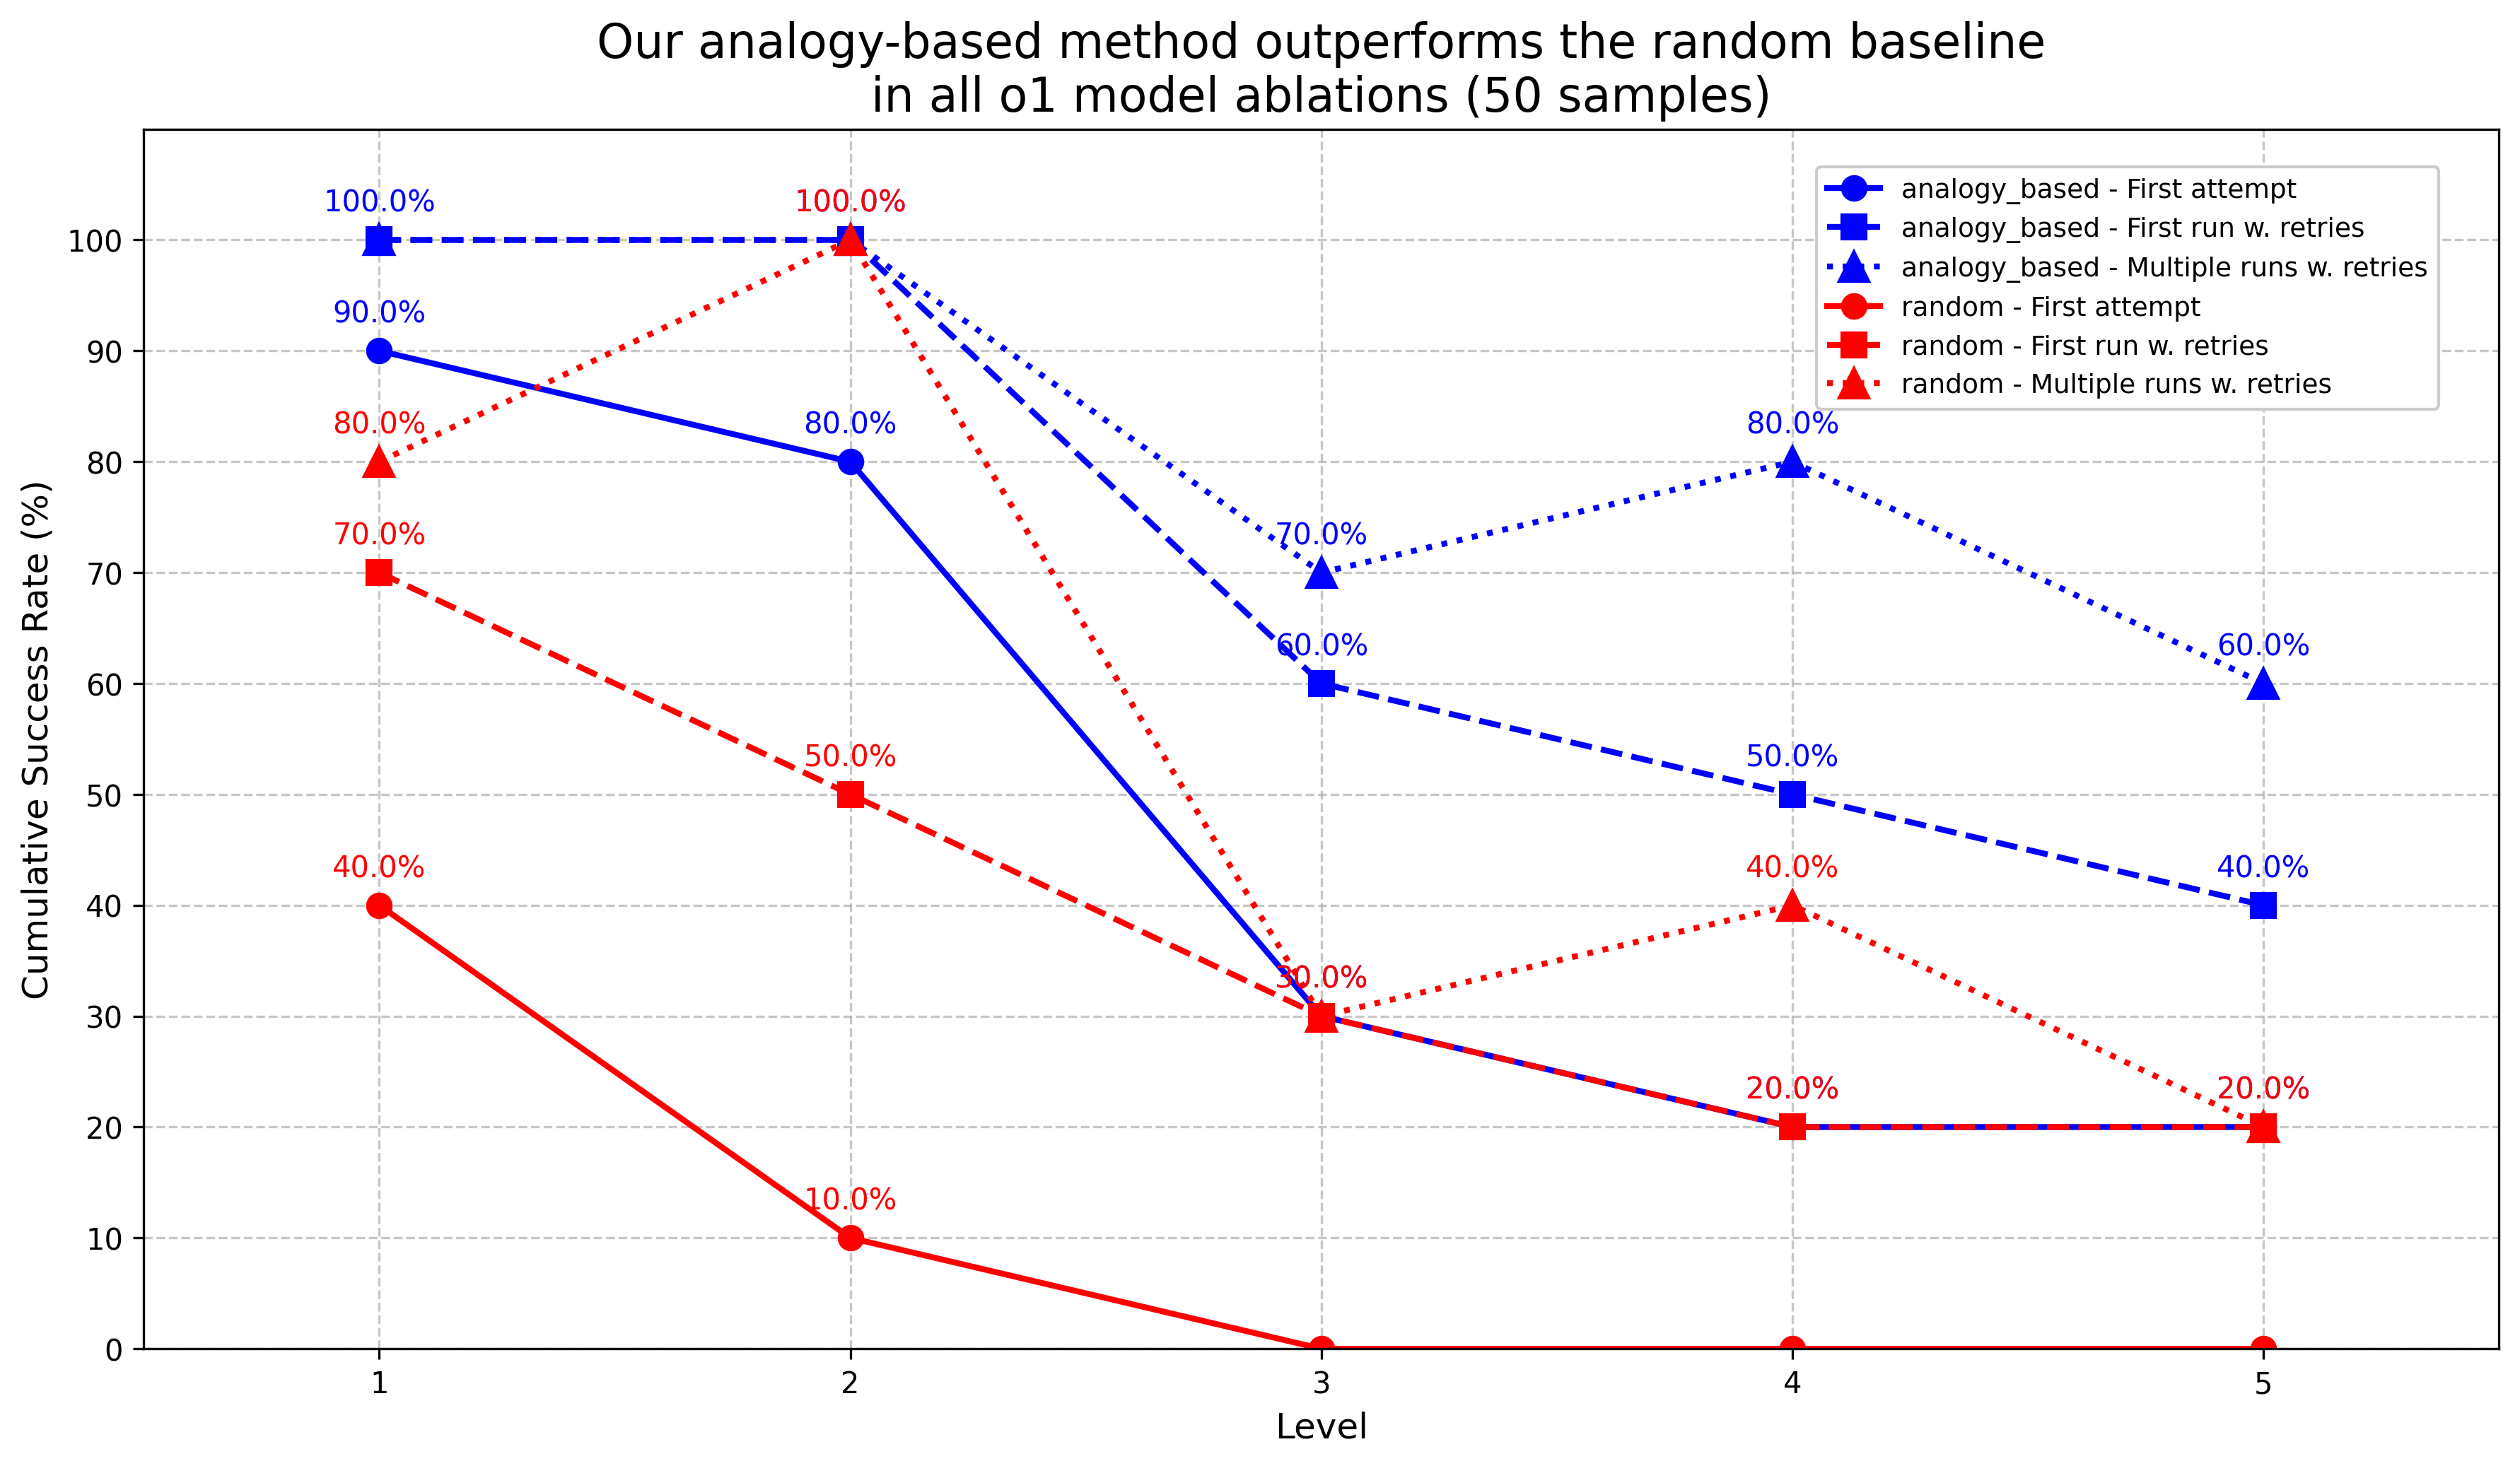 Our analogy-based method outperforms the random baseline
in all o1 model ablations (50 samples)
analogy_based - First attempt
analogy_based - First run w. retries
analogy_based - Multiple runs w. retries
random - First attempt
random - First run w. retries
random - Multiple runs w. retries
100.0%
100.0%
90.0%
80.0%
80.0%
80.0%
70.0%
70.0%
60.0%
60.0%
50.0%
50.0%
40.0%
40.0%
40.0%
30.0%
20.0%
20.0%
10.0%
Cumulative Success Rate (%)
100
90
80
70
60
50
40
30
20
10
0
1 2 3 4 5
Level